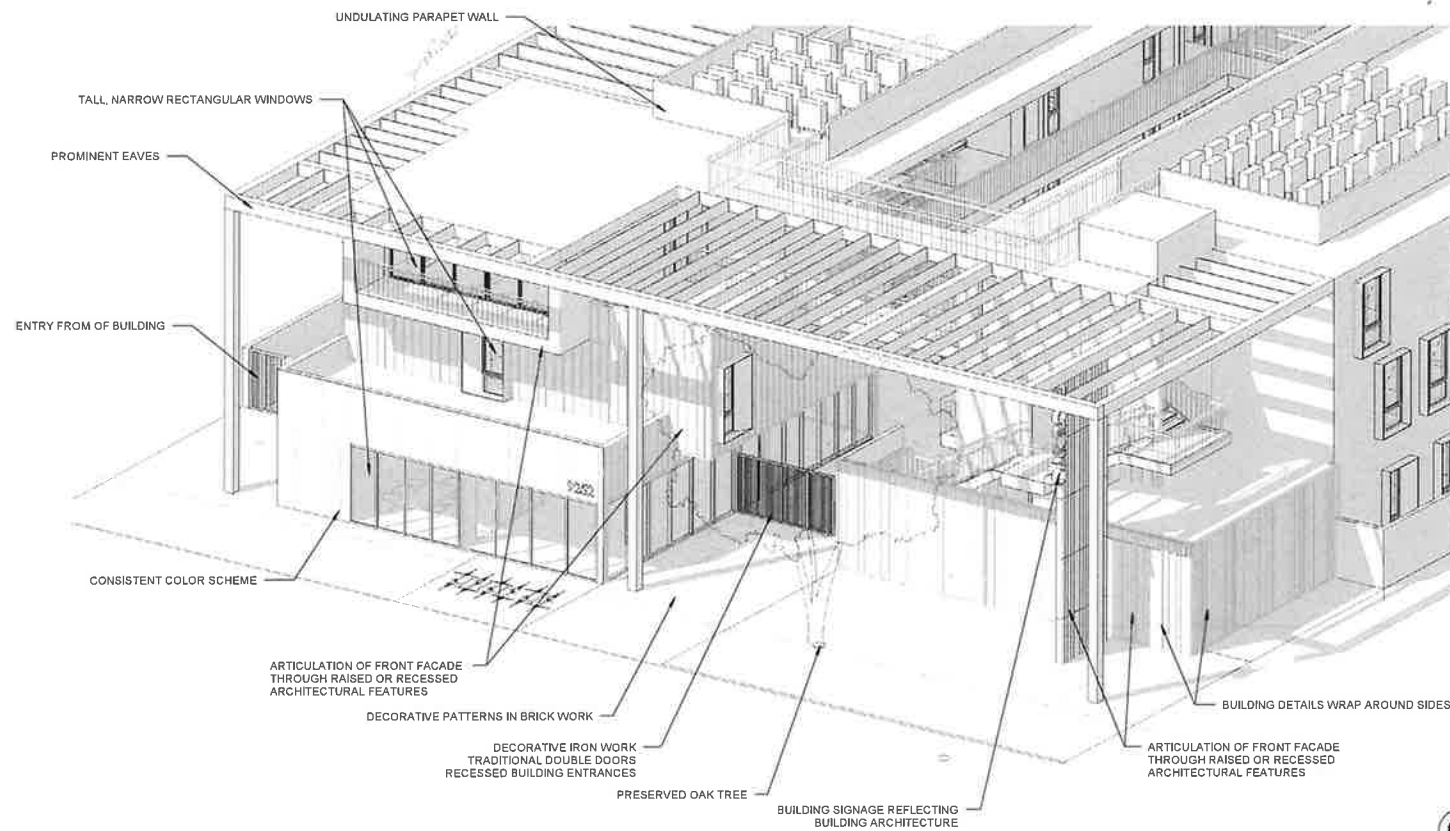 UNDULATING PARAPET WALL
TALL, NARROW RECTANGULAR WINDOWS
PROMINENT EAVES
ENTRY FROM OF BUILDING
9252
CONSISTENT COLOR SCHEME
ARTICULATION OF FRONT FACADE
THROUGH RAISED OR RECESSED
ARCHITECTURAL FEATURES
DECORATIVE PATTERNS IN BRICK WORK
DECORATIVE IRON WORK
TRADITIONAL DOUBLE DOORS
RECESSED BUILDING ENTRANCES
PRESERVED OAK TREE
BUILDING SIGNAGE REFLECTING
BUILDING ARCHITECTURE
BUILDING DETAILS WRAP AROUND SIDES
ARTICULATION OF FRONT FACADE
THROUGH RAISED OR RECESSED
ARCHITECTURAL FEATURES